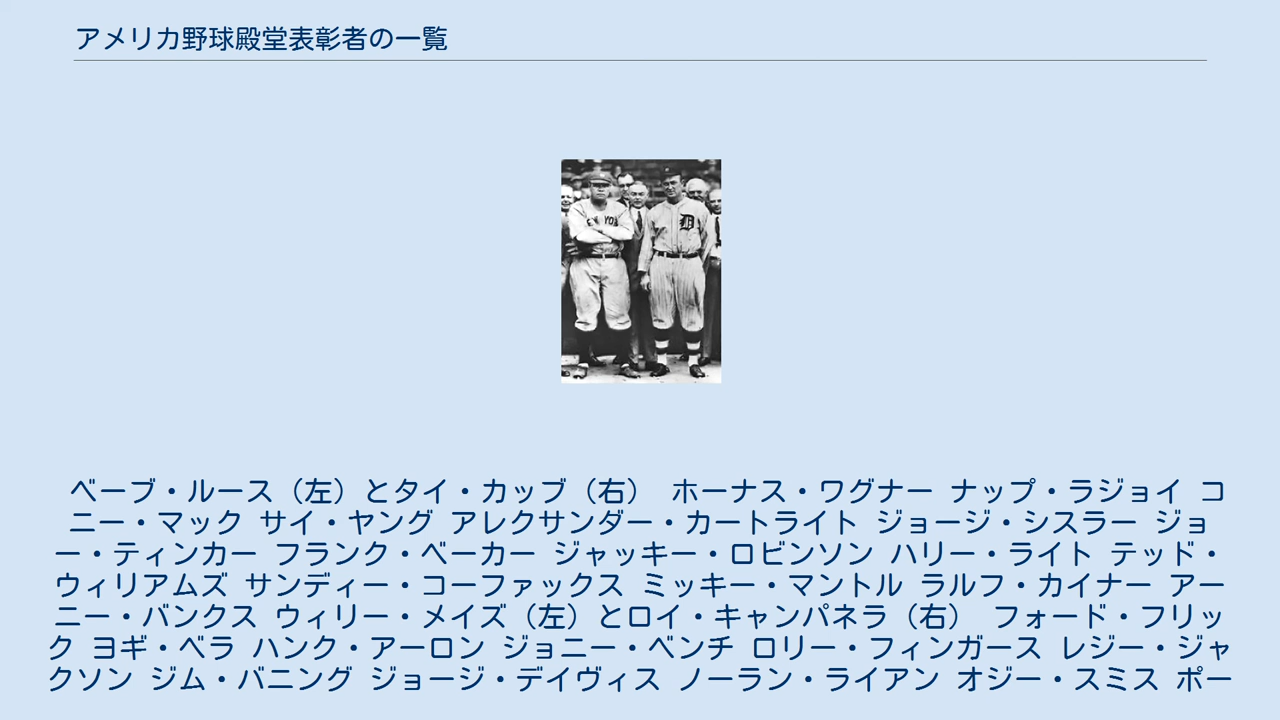 アメリカ野球殿堂表彰者の一覧
ベーブ・ルース（左）とタイ・カッブ（右） ホーナス・ワグナー ナップ・ラジョイ コ
ニー・マック サイ・ヤング アレクサンダー・カートライト ジョージ・シスラー ジョ
ー・ティンカー フランク・ベーカー ジャッキー・ロビンソン ハリー・ライト テッド・
ウィリアムズ サンディー・コーファックス ミッキー・マントル ラルフ・カイナー アー
ニー・バンクス ウィリー・メイズ（左）とロイ・キャンパネラ（右） フォード・フリッ
ク ヨギ・ベラ ハンク・アーロン ジョニー・ベンチ ロリー・フィンガース レジー・ジャ
クソン ジム・バニング ジョージ・デイヴィス ノーラン・ライアン オジー・スミス ポー